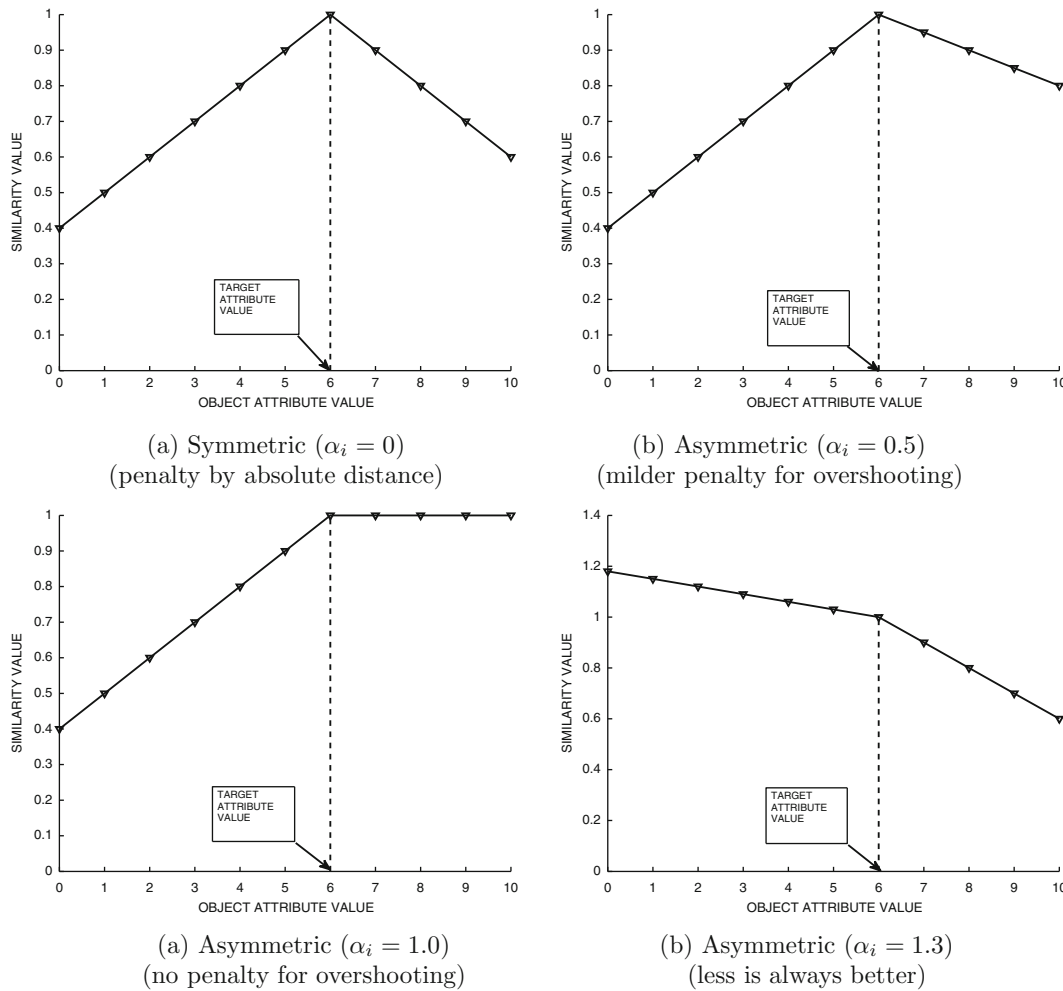 1
0.9
0.8
0.7
0.6
0.5
0.4
0.3
0.2
0.1
0
SIMILARITY VALUE
TARGET
ATTRIBUTE
VALUE
0 1 2 3 4 5 6 7 8 9 10
OBJECT ATTRIBUTE VALUE
(a) Symmetric (αi = 0)
(penalty by absolute distance)
1
0.9
0.8
0.7
0.6
0.5
0.4
0.3
0.2
0.1
0
SIMILARITY VALUE
TARGET
ATTRIBUTE
VALUE
0 1 2 3 4 5 6 7 8 9 10
OBJECT ATTRIBUTE VALUE
(b) Asymmetric (αi = 0.5)
(milder penalty for overshooting)
1
0.9
0.8
0.7
0.6
0.5
0.4
0.3
0.2
0.1
0
SIMILARITY VALUE
TARGET
ATTRIBUTE
VALUE
0 1 2 3 4 5 6 7 8 9 10
OBJECT ATTRIBUTE VALUE
(a) Asymmetric (αi = 1.0)
(no penalty for overshooting)
1.4
1.2
1
0.8
0.6
0.4
0.2
0
SIMILARITY VALUE
TARGET
ATTRIBUTE
VALUE
0 1 2 3 4 5 6 7 8 9 10
OBJECT ATTRIBUTE VALUE
(b) Asymmetric (αi = 1.3)
(less is always better)